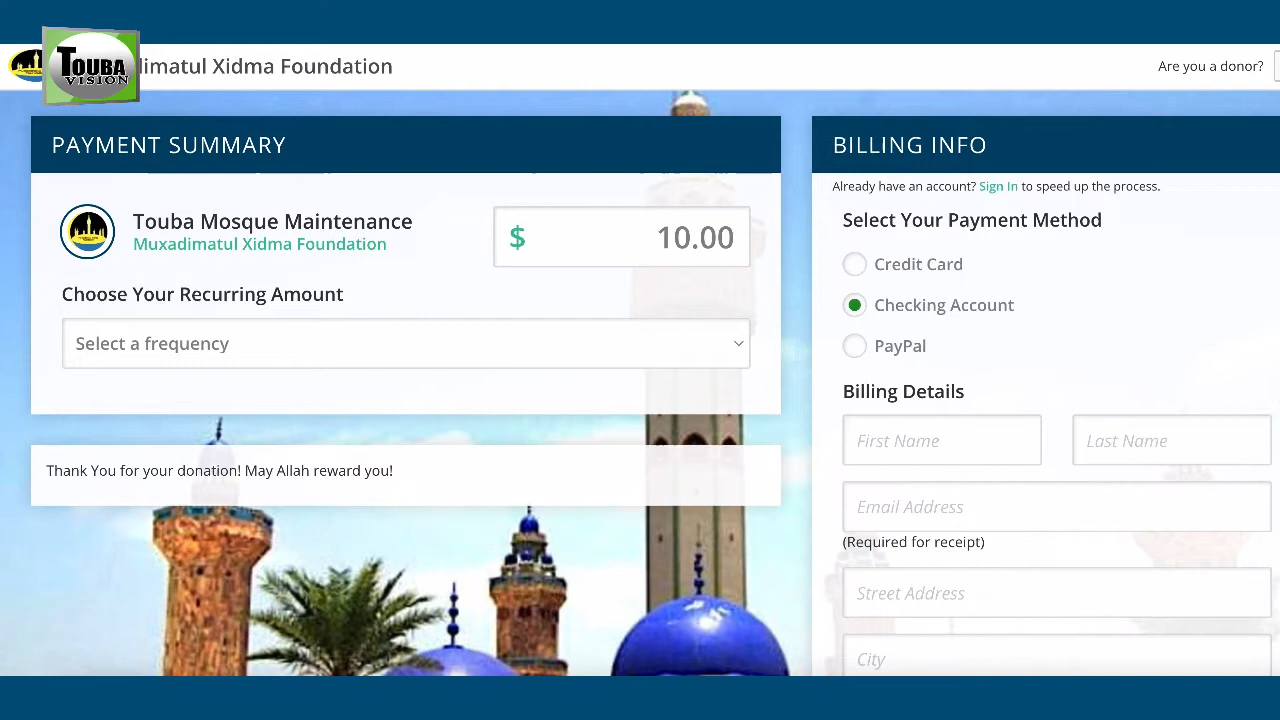 TOUBA
VISION
dimatul Xidma Foundation
Are you a donor?
PAYMENT SUMMARY
Touba Mosque Maintenance
Muxadimatul Xidma Foundation
$ 10.00
Choose Your Recurring Amount
Select a frequency
Thank You for your donation! May Allah reward you!
BILLING INFO
Already have an account? Sign In to speed up the process.
Select Your Payment Method
Credit Card
Checking Account
PayPal
Billing Details
First Name
Last Name
Email Address
(Required for receipt)
Street Address
City